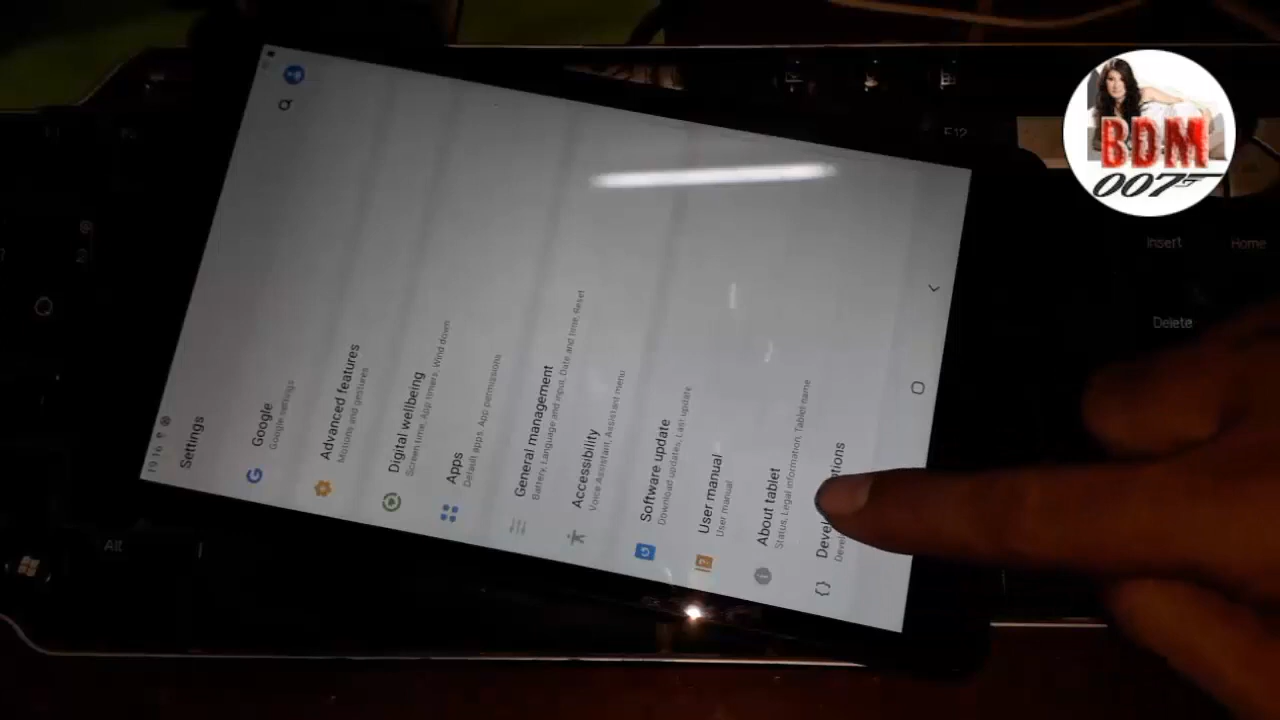 19:16
Settings
Google
Google settings
Advanced features
Motions and gestures
Digital wellbeing
Screen time, App timers, Wind down
Apps
Default apps, App permissions
General management
Battery, Language and input, Date and time, Reset
Accessibility
Voice Assistant, Assistant menu
Software update
Download updates, Last update
User manual
User manual
About tablet
Status, Legal information, Tablet name
BDM
007
F12
Insert
Home
Delete
Alt